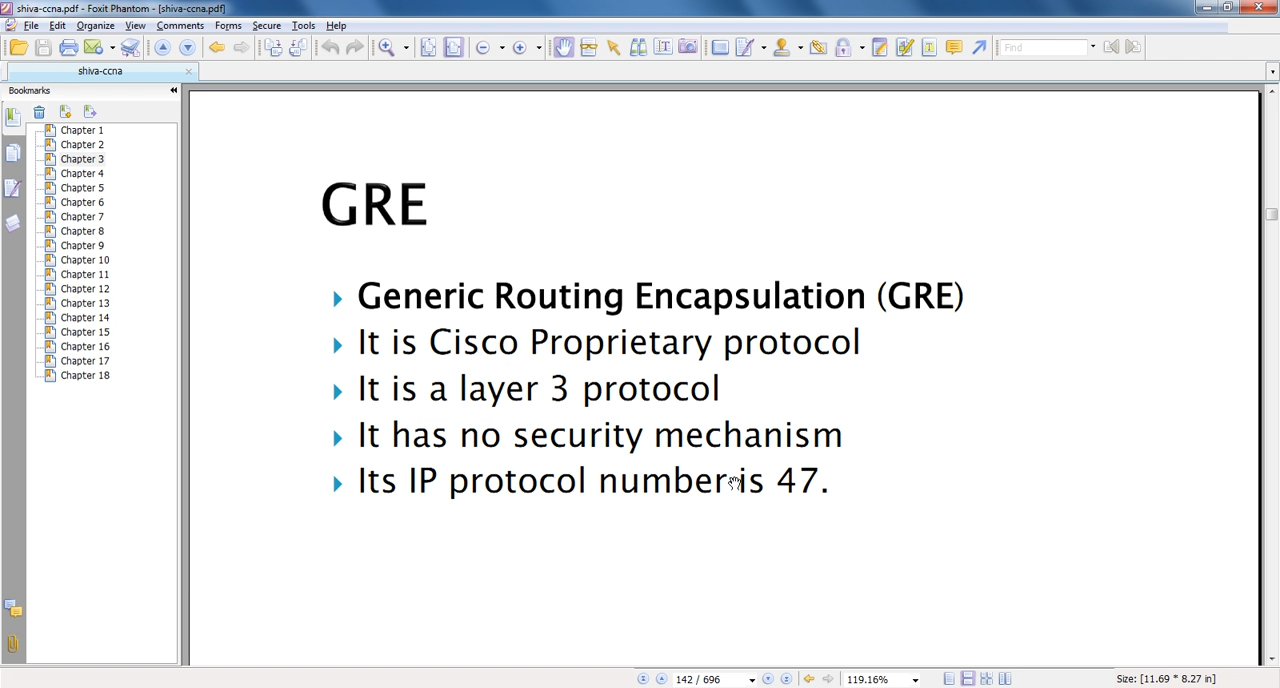 shiva-ccna.pdf - Foxit Phantom - [shiva-ccna.pdf]
File Edit Organize View Comments Forms Secure Tools Help
Find
shiva-ccna
Bookmarks
Chapter 1
Chapter 2
Chapter 3
Chapter 4
Chapter 5
Chapter 6
Chapter 7
Chapter 8
Chapter 9
Chapter 10
Chapter 11
Chapter 12
Chapter 13
Chapter 14
Chapter 15
Chapter 16
Chapter 17
Chapter 18
GRE
Generic Routing Encapsulation (GRE)
It is Cisco Proprietary protocol
It is a layer 3 protocol
It has no security mechanism
Its IP protocol number is 47.
142 / 696 119.16% Size: [11.69 * 8.27 in]